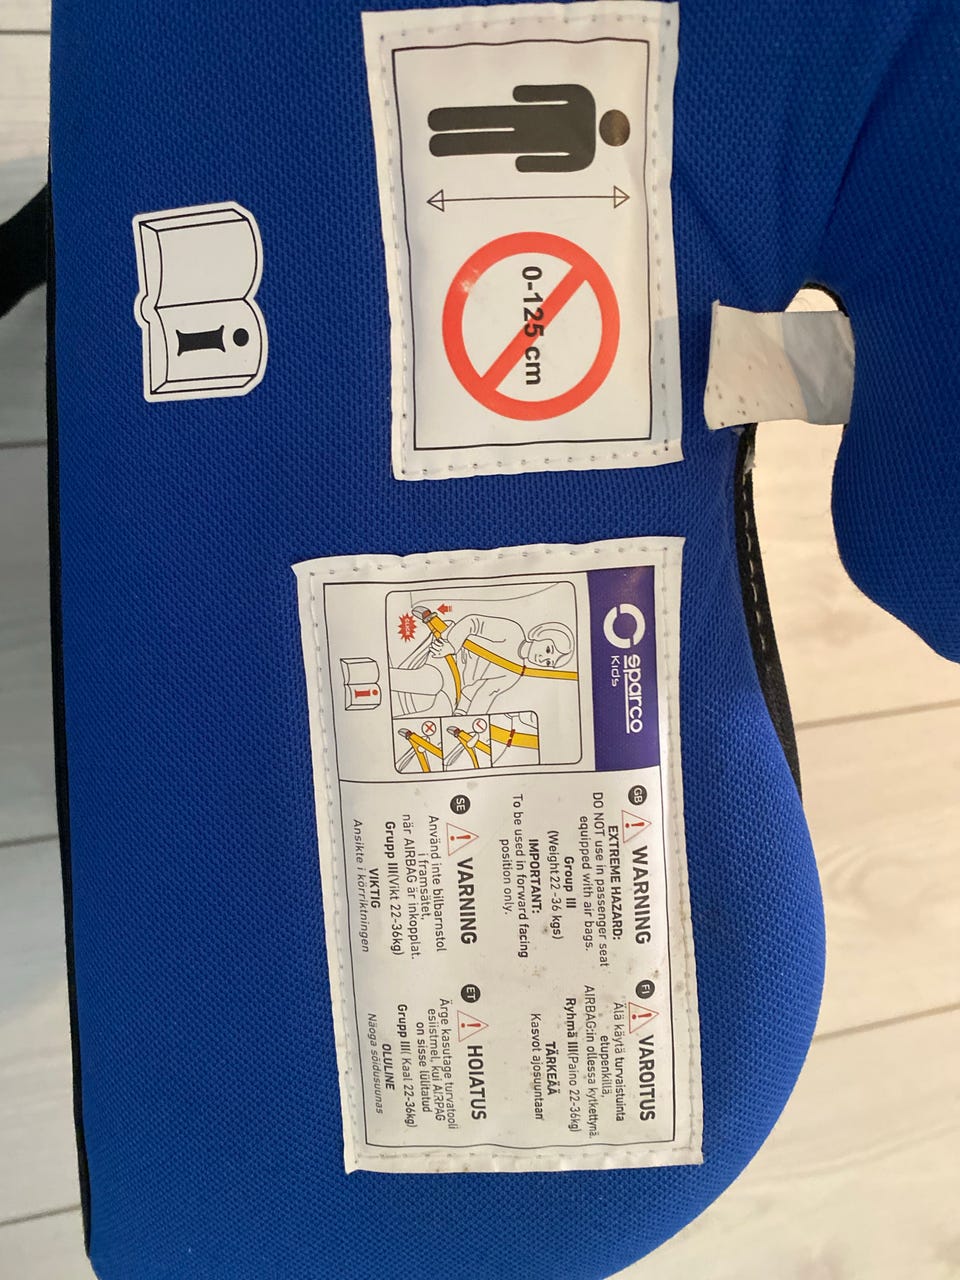 0-125 cm
i
sparco
Kids
i
GB
WARNING
EXTREME HAZARD:
DO NOT use in passenger seat
equipped with air bags.
Group III
(Weight 22-36 kgs)
IMPORTANT:
To be used in forward facing
position only.
SE
VARNING
Använd inte bilbarnstol
i framsätet,
när AIRBAG är inkopplat.
Grupp III(Vikt 22-36kg)
VIKTIG
Ansikte i körriktningen
FI
VAROITUS
Älä käytä turvaistuinta
etupenkillä,
AIRBAG:in ollessa kytkettynä.
Ryhmä III(Paino 22-36kg)
TÄRKEÄÄ
Kasvot ajosuuntaan
ET
HOIATUS
Ärge kasutage turvatooli
esiistmel, kui AIRPAG
on sisse lülitatud
Grupp III( Kaal 22-36kg)
OLULINE
Näoga sõidusuunas